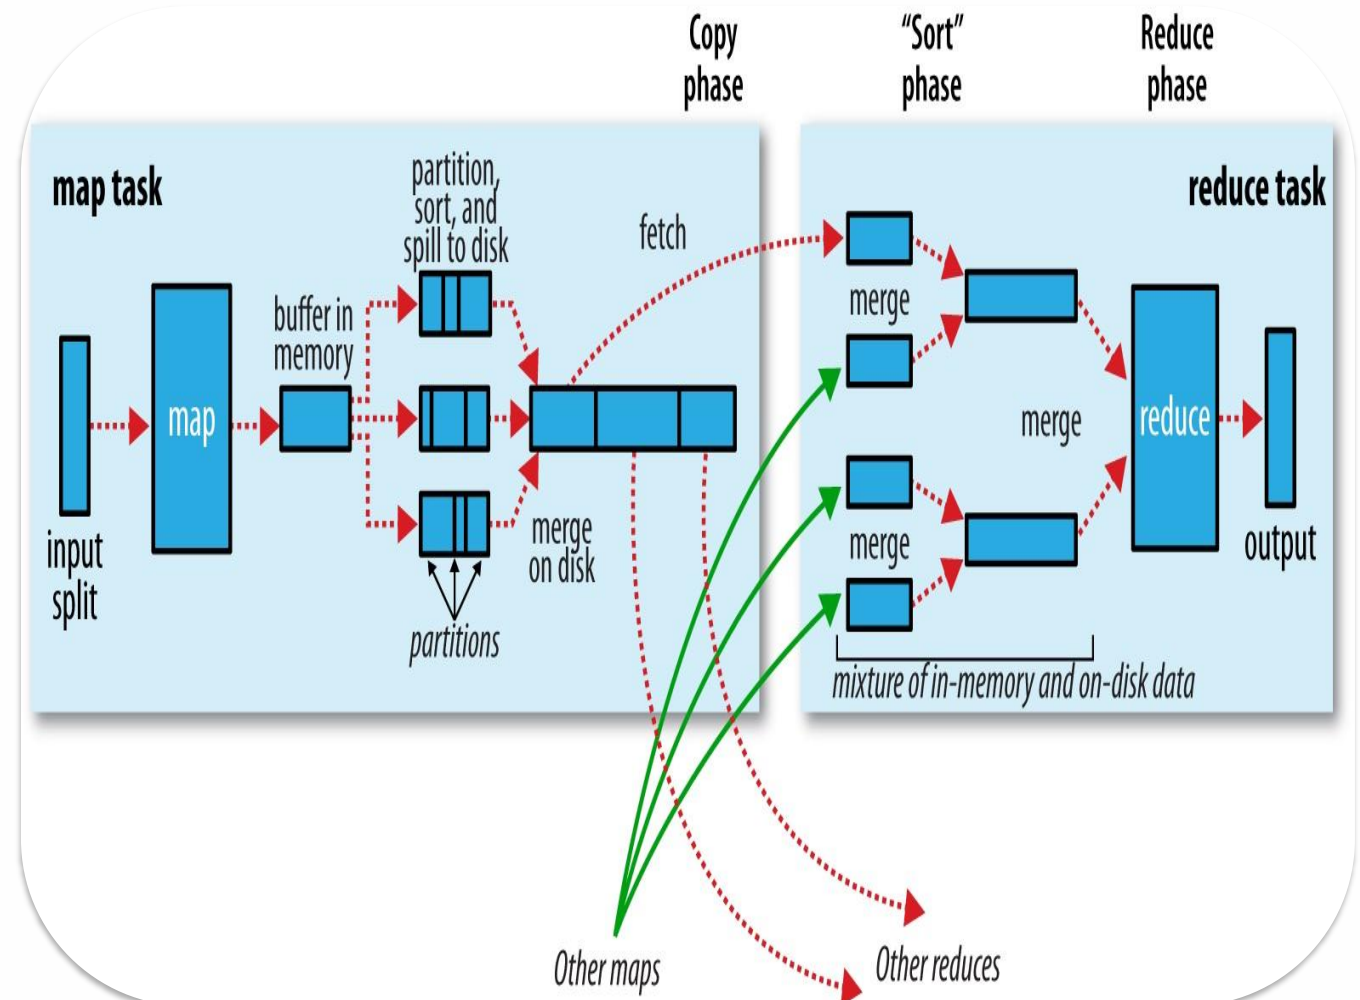 Copy
phase
“Sort”
phase
Reduce
phase
map task
partition,
sort, and
spill to disk
fetch
reduce task
buffer in
memory
merge
map
merge
reduce
input
split
merge
on disk
merge
output
partitions
mixture of in-memory and on-disk data
Other maps
Other reduces